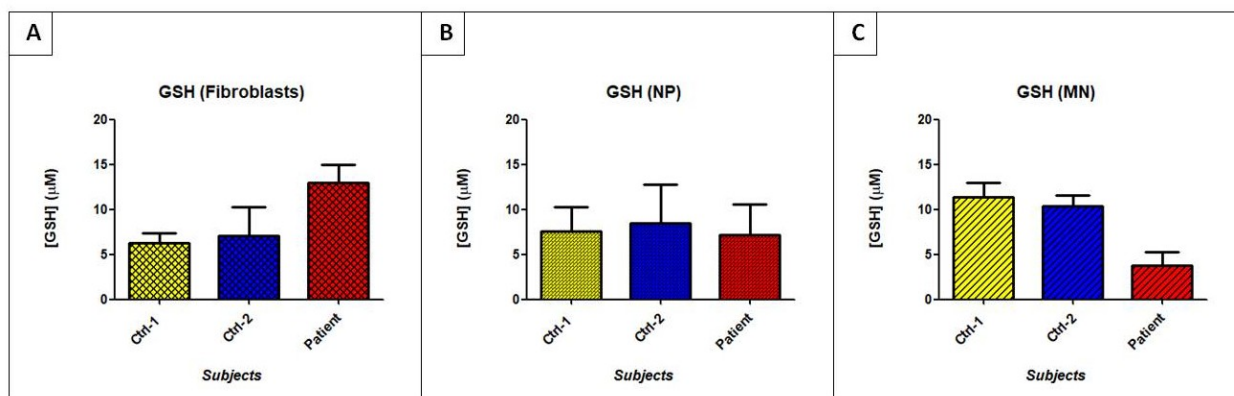 A
GSH (Fibroblasts)
[GSH] (μM)
20
15
10
5
0
Ctrl-1
Ctrl-2
Patient
Subjects
B
GSH (NP)
[GSH] (μM)
20
15
10
5
0
Ctrl-1
Ctrl-2
Patient
Subjects
C
GSH (MN)
[GSH] (μM)
20
15
10
5
0
Ctrl-1
Ctrl-2
Patient
Subjects